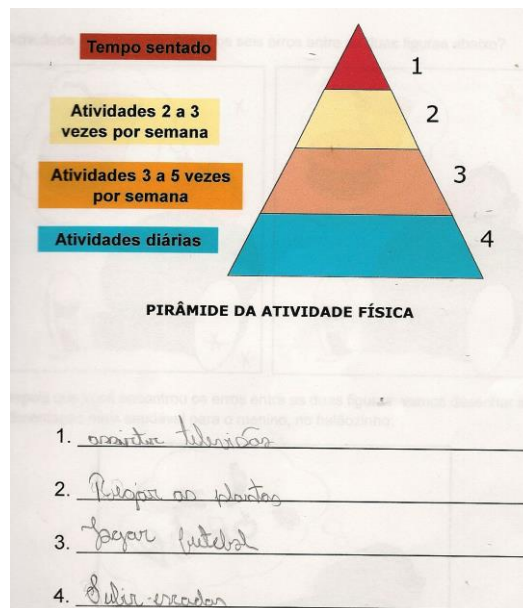 Tempo sentado
1
Atividades 2 a 3
vezes por semana
2
Atividades 3 a 5 vezes
por semana
3
Atividades diárias
4
PIRÂMIDE DA ATIVIDADE FÍSICA
1. assistir televisão
2. Regar as plantas
3. Jogar futebol
4. Subir escadas